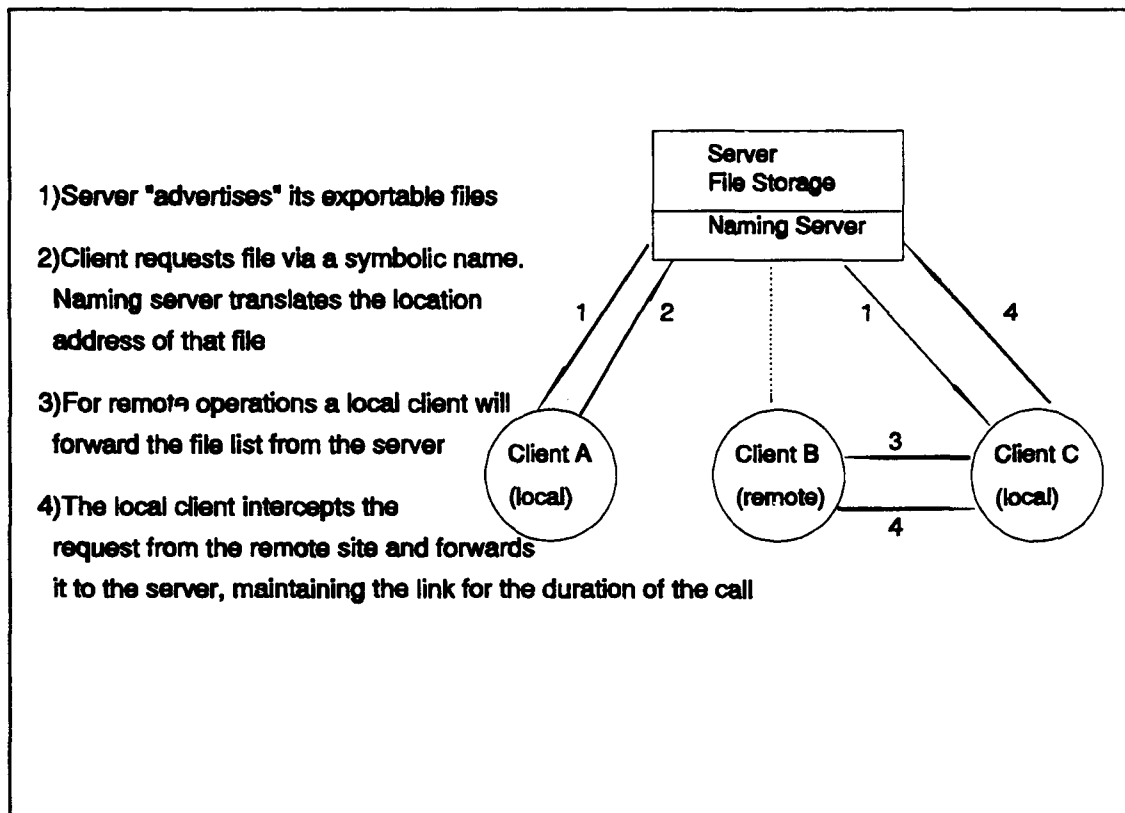 1)Server "advertises" its exportable files
2)Client requests file via a symbolic name.
Naming server translates the location
address of that file
3)For remote operations a local client will
forward the file list from the server
4)The local client intercepts the
request from the remote site and forwards
it to the server, maintaining the link for the duration of the call
Server
File Storage
Naming Server
1
2
1
4
Client A
(local)
Client B
(remote)
3
4
Client C
(local)